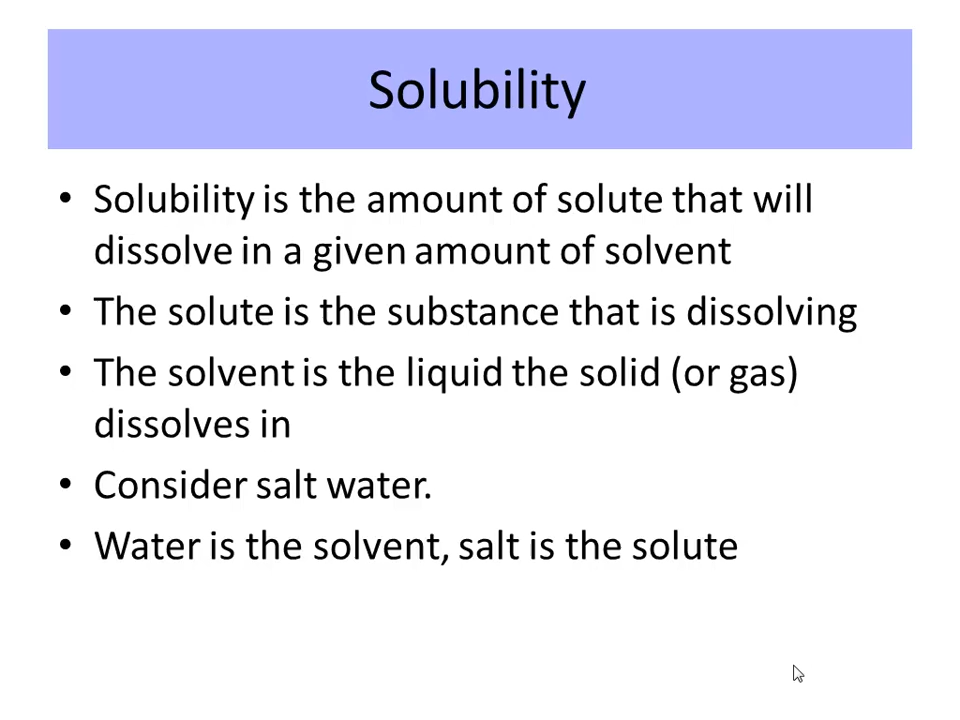 Solubility
• Solubility is the amount of solute that will
dissolve in a given amount of solvent
• The solute is the substance that is dissolving
• The solvent is the liquid the solid (or gas)
dissolves in
• Consider salt water.
• Water is the solvent, salt is the solute